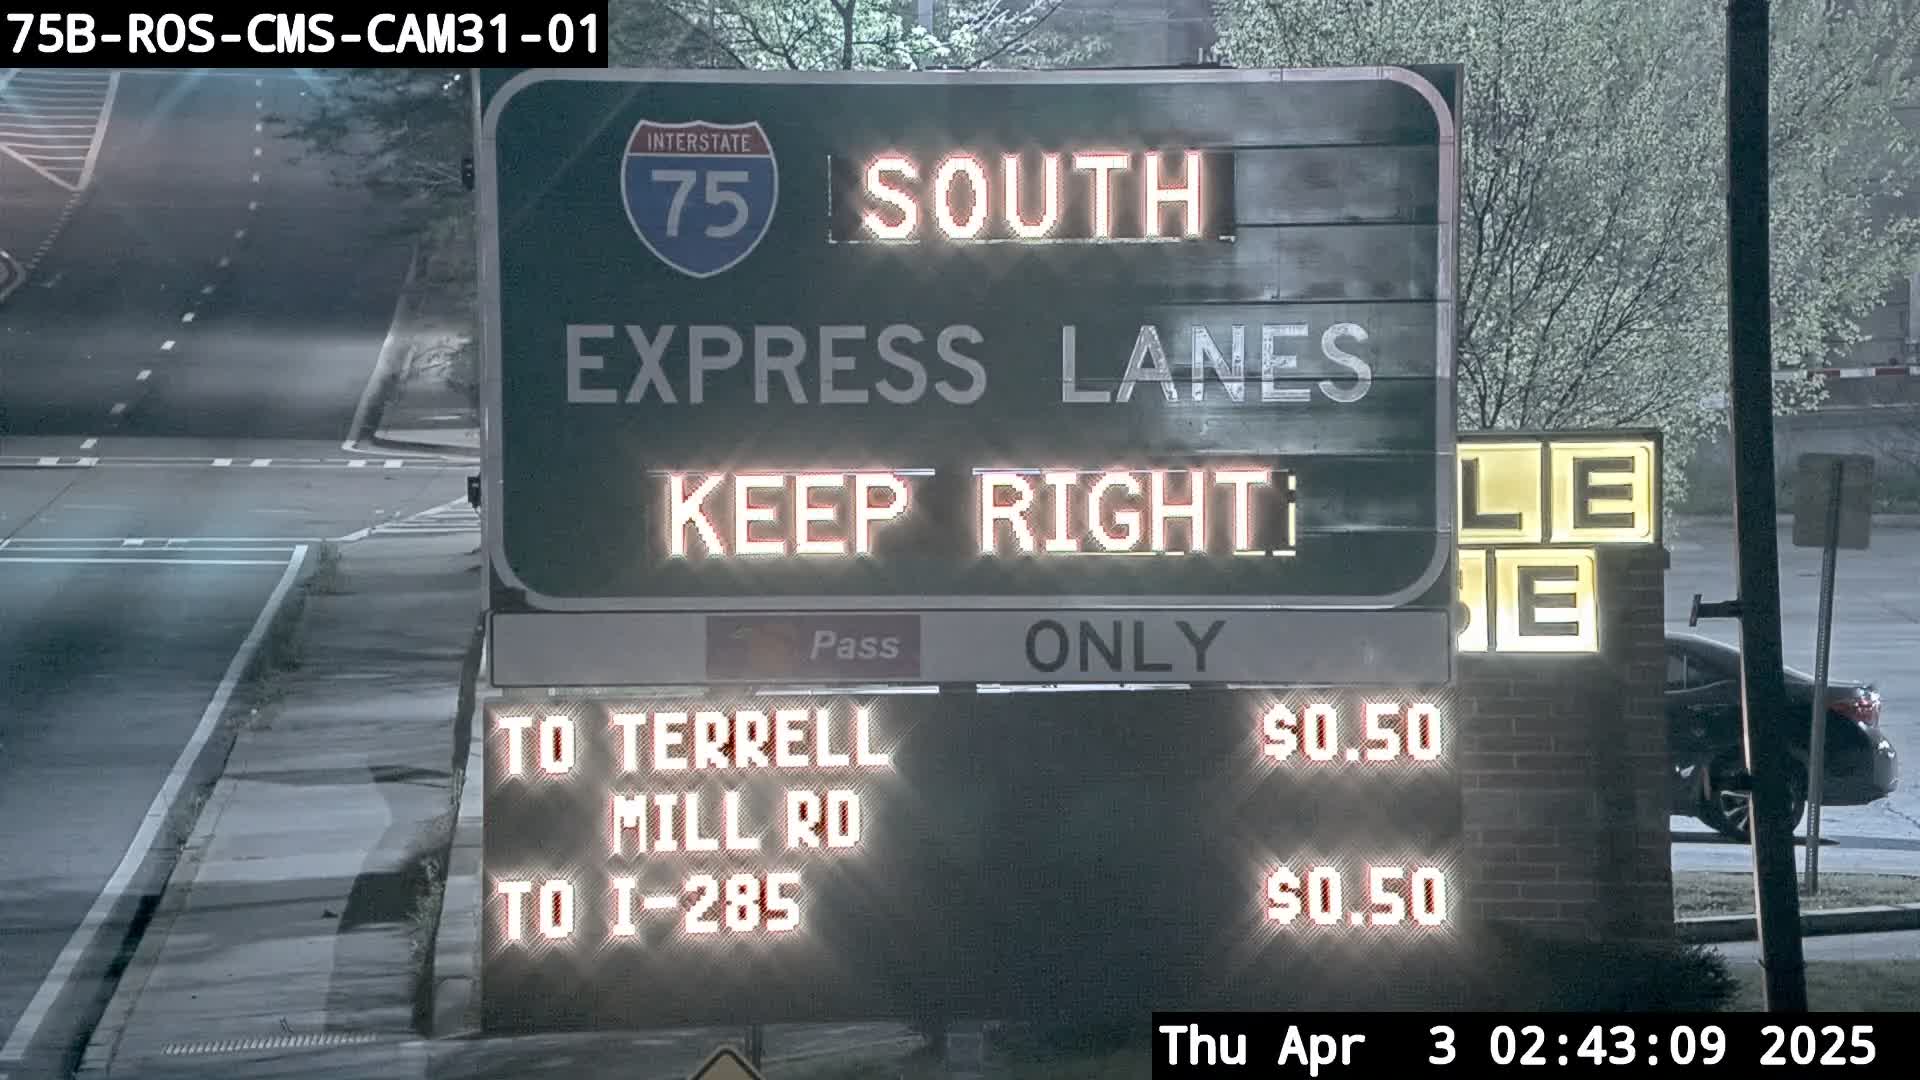 75B-ROS-CMS-CAM31-01
INTERSTATE
75
SOUTH
EXPRESS LANES
KEEP RIGHT
Pass ONLY
LE
E
TO TERRELL $0.50
MILL RD
TO I-285 $0.50
Thu Apr 3 02:43:09 2025